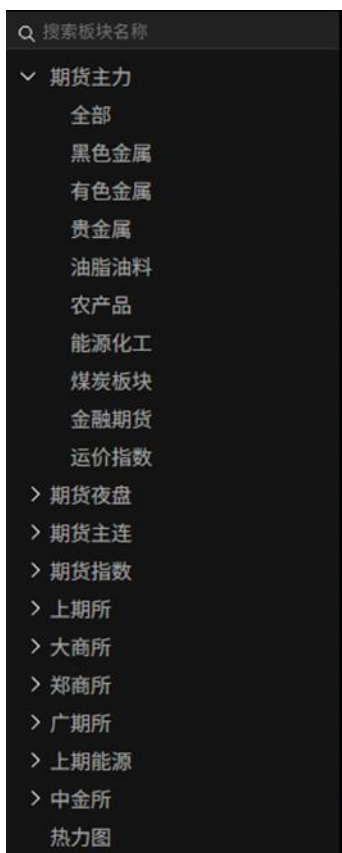 搜索板块名称
期货主力
全部
黑色金属
有色金属
贵金属
油脂油料
农产品
能源化工
煤炭板块
金融期货
运价指数
期货夜盘
期货主连
期货指数
上期所
大商所
郑商所
广期所
上期能源
中金所
热力图